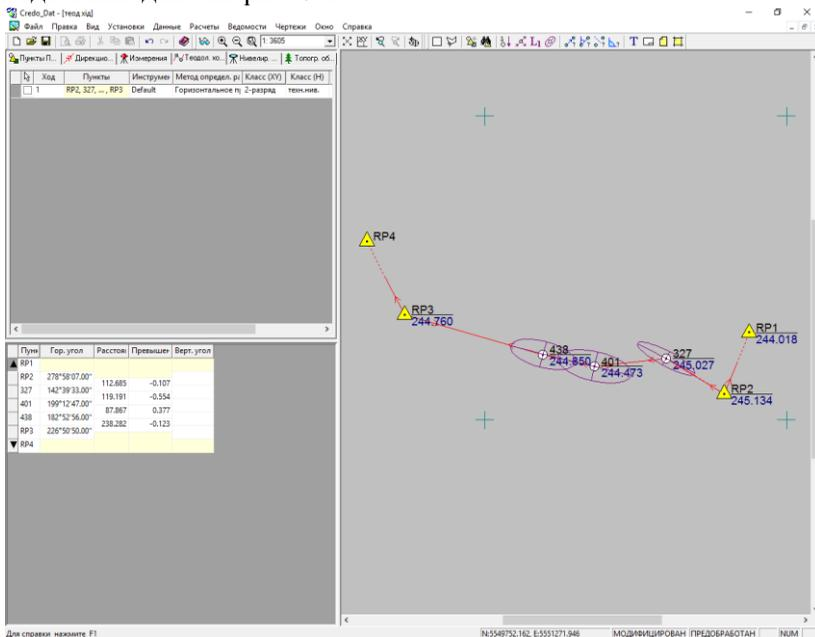 Credo_Dat - [теод хід]
Файл Правка Вид Установки Данные Расчеты Ведомости Чертежи Окно Справка
1: 3605
Пункты П... Дирекцио... Измерения Теодол. хо... Нивелир. ... Топогр. об...
Ход Пункты Инструмен Метод определ. ра Класс (XY) Класс (H)
1 RP2, 327, ... , RP3 Default Горизонтальное п 2-разряд техн.нив.
RP4
RP3
244.760
438
244.850
401
244.473
327
245.027
RP1
244.018
RP2
245.134
Пунк Гор. угол Расстоян Превышен Верт. угол
RP1
RP2 278°58'07.00"
112.685 -0.107
327 142°39'33.00"
119.191 -0.554
401 199°12'47.00"
87.867 0.377
438 182°52'56.00"
238.282 -0.123
RP3 226°50'50.00"
RP4
Для справки нажмите F1 N:5549752.162, E:5551271.946 МОДИФИЦИРОВАН ПРЕДОБРАБОТАН NUM